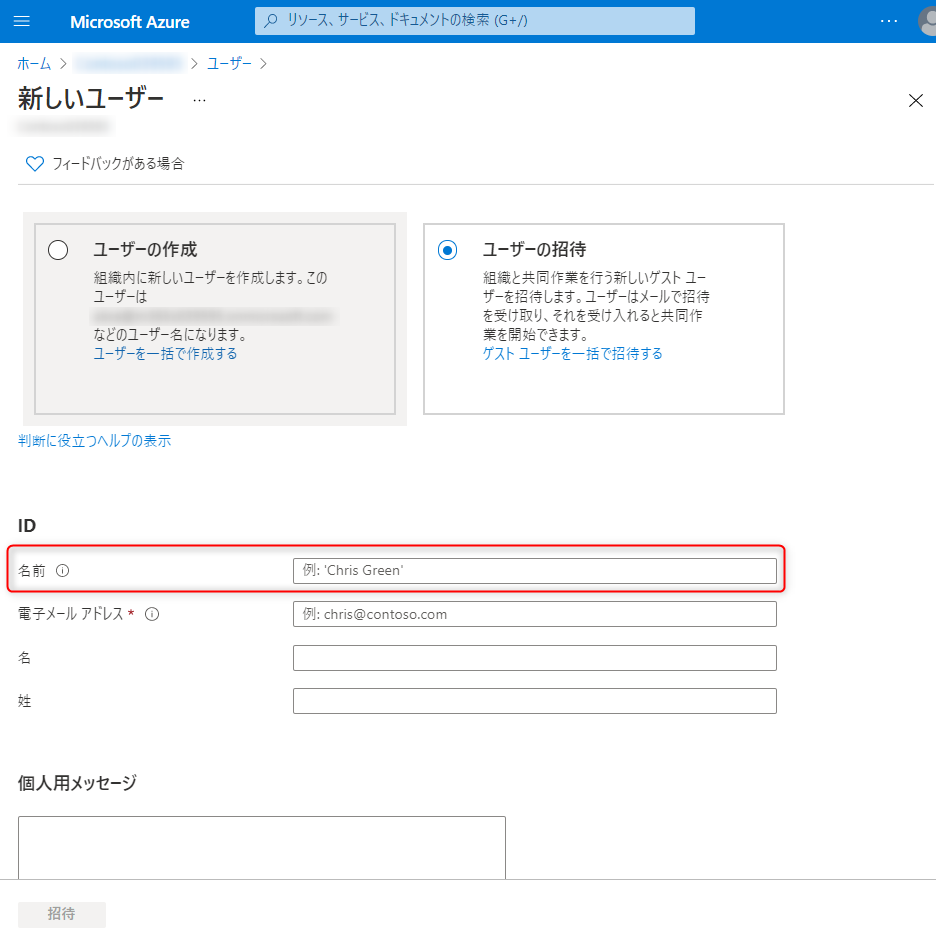 Microsoft Azure
リソース、サービス、ドキュメントの検索 (G+/)
ホーム > > ユーザー >
新しいユーザー ...
フィードバックがある場合
ユーザーの作成
組織内に新しいユーザーを作成します。この
ユーザーは
などのユーザー名になります。
ユーザーを一括で作成する
ユーザーの招待
組織と共同作業を行う新しいゲスト ユー
ザーを招待します。ユーザーはメールで招待
を受け取り、それを受け入れると共同作
業を開始できます。
ゲスト ユーザーを一括で招待する
判断に役立つヘルプの表示
ID
名前
例: 'Chris Green'
電子メール アドレス *
例: chris@contoso.com
名
姓
個人用メッセージ
招待